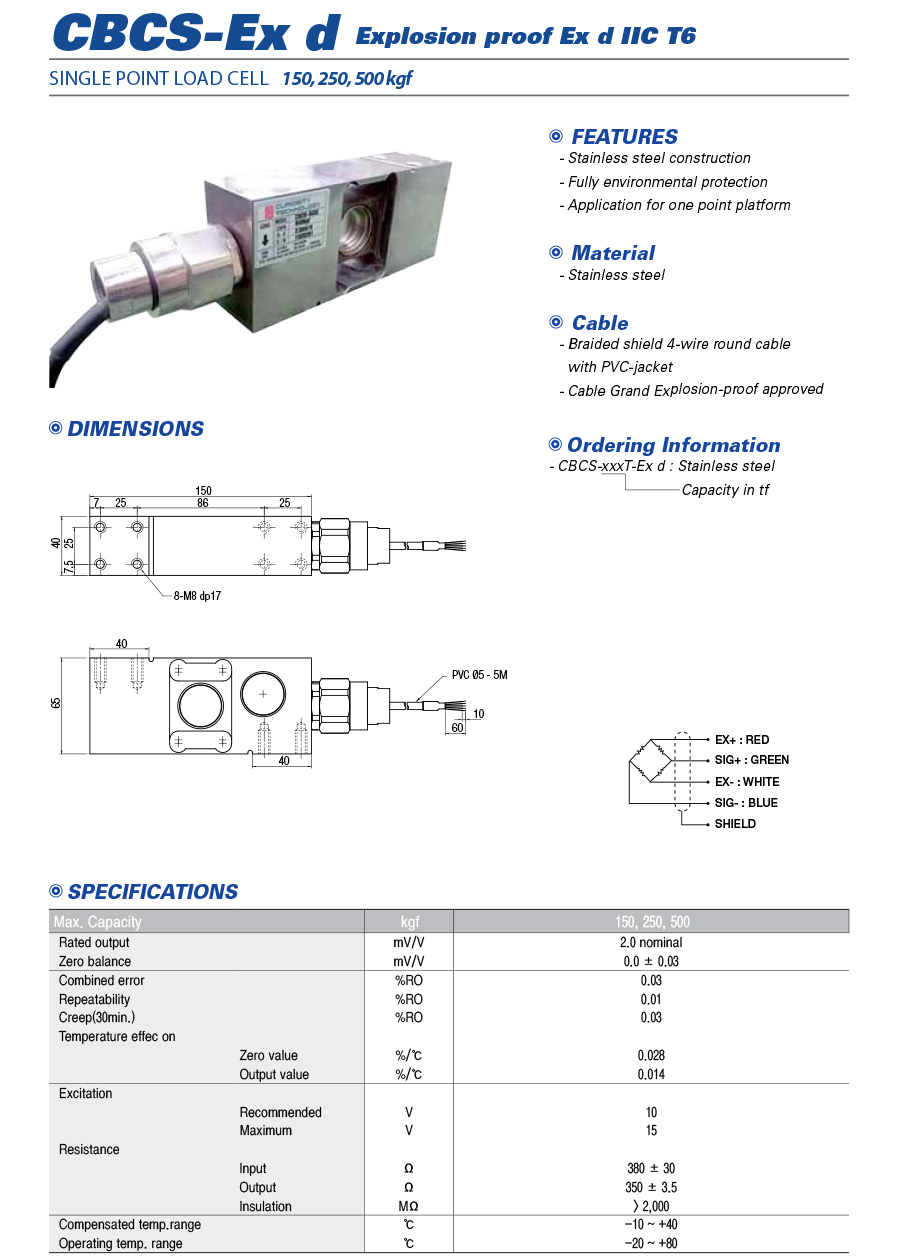 CBCS-Ex d Explosion proof Ex d IIC T6
SINGLE POINT LOAD CELL 150, 250, 500 kgf
FEATURES
- Stainless steel construction
- Fully environmental protection
- Application for one point platform
Material
- Stainless steel
Cable
- Braided shield 4-wire round cable
with PVC-jacket
- Cable Grand Explosion-proof approved
Ordering Information
- CBCS-xxxT-Ex d : Stainless steel
Capacity in tf
DIMENSIONS
150
7 25 86 25
40
25
7.5
8-M8 dp17
40
65
PVC Ø5 - 5M
10
60
40
EX+ : RED
SIG+ : GREEN
EX- : WHITE
SIG- : BLUE
SHIELD
SPECIFICATIONS
Max. Capacity kgf 150, 250, 500
Rated output mV/V 2.0 nominal
Zero balance mV/V 0.0 ± 0.03
Combined error %RO 0.03
Repeatability %RO 0.01
Creep(30min.) %RO 0.03
Temperature effec on
Zero value %/℃ 0.028
Output value %/℃ 0.014
Excitation
Recommended V 10
Maximum V 15
Resistance
Input Ω 380 ± 30
Output Ω 350 ± 3.5
Insulation MΩ 〉2,000
Compensated temp.range ℃ -10 ~ +40
Operating temp. range ℃ -20 ~ +80